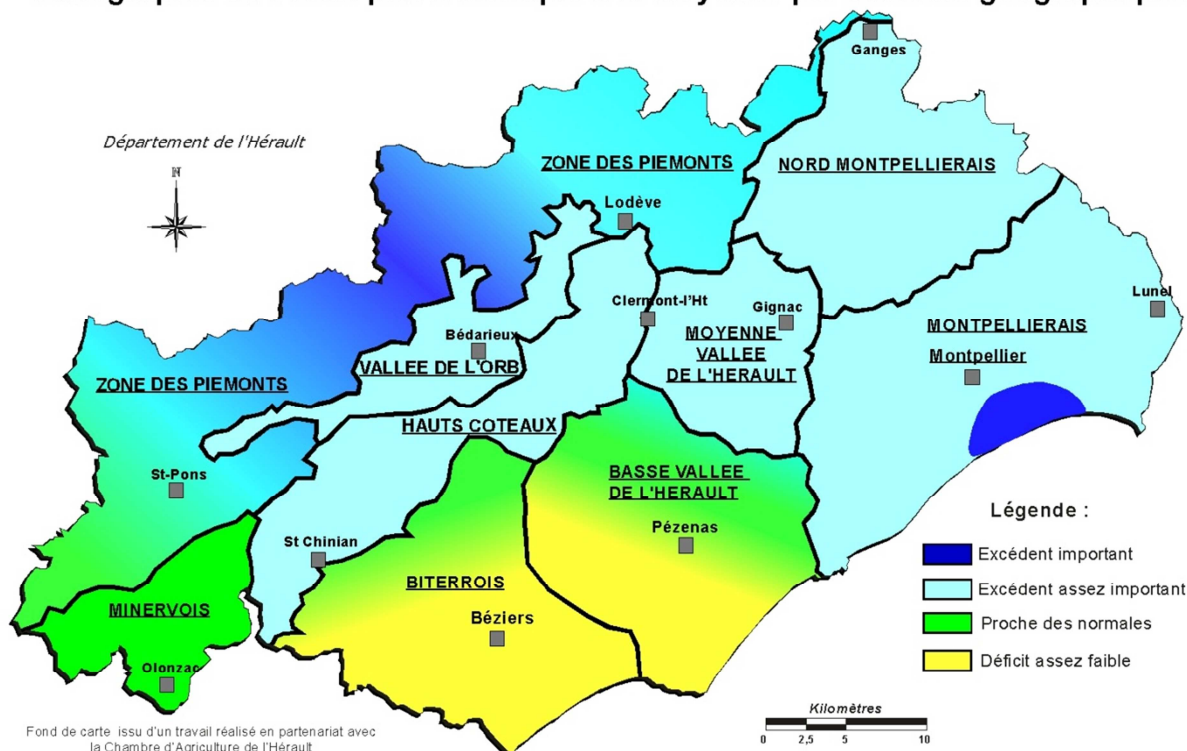 Département de l'Hérault
N
Ganges
ZONE DES PIEMONTS
NORD MONTPELLIERAIS
Lodève
Clermont-l'Ht
Gignac
Lunel
Bédarieux
MOYENNE
VALLEE
DE L'HERAULT
MONTPELLIERAIS
Montpellier
VALLEE DE L'ORB
ZONE DES PIEMONTS
HAUTS COTEAUX
St-Pons
BASSE VALLEE
DE L'HERAULT
Pézenas
St Chinian
BITERROIS
Béziers
MINERVOIS
Olonzac
Légende :
Excédent important
Excédent assez important
Proche des normales
Déficit assez faible
Kilomètres
0 2,5 5 10
Fond de carte issu d'un travail réalisé en partenariat avec
la Chambre d'Agriculture de l'Hérault